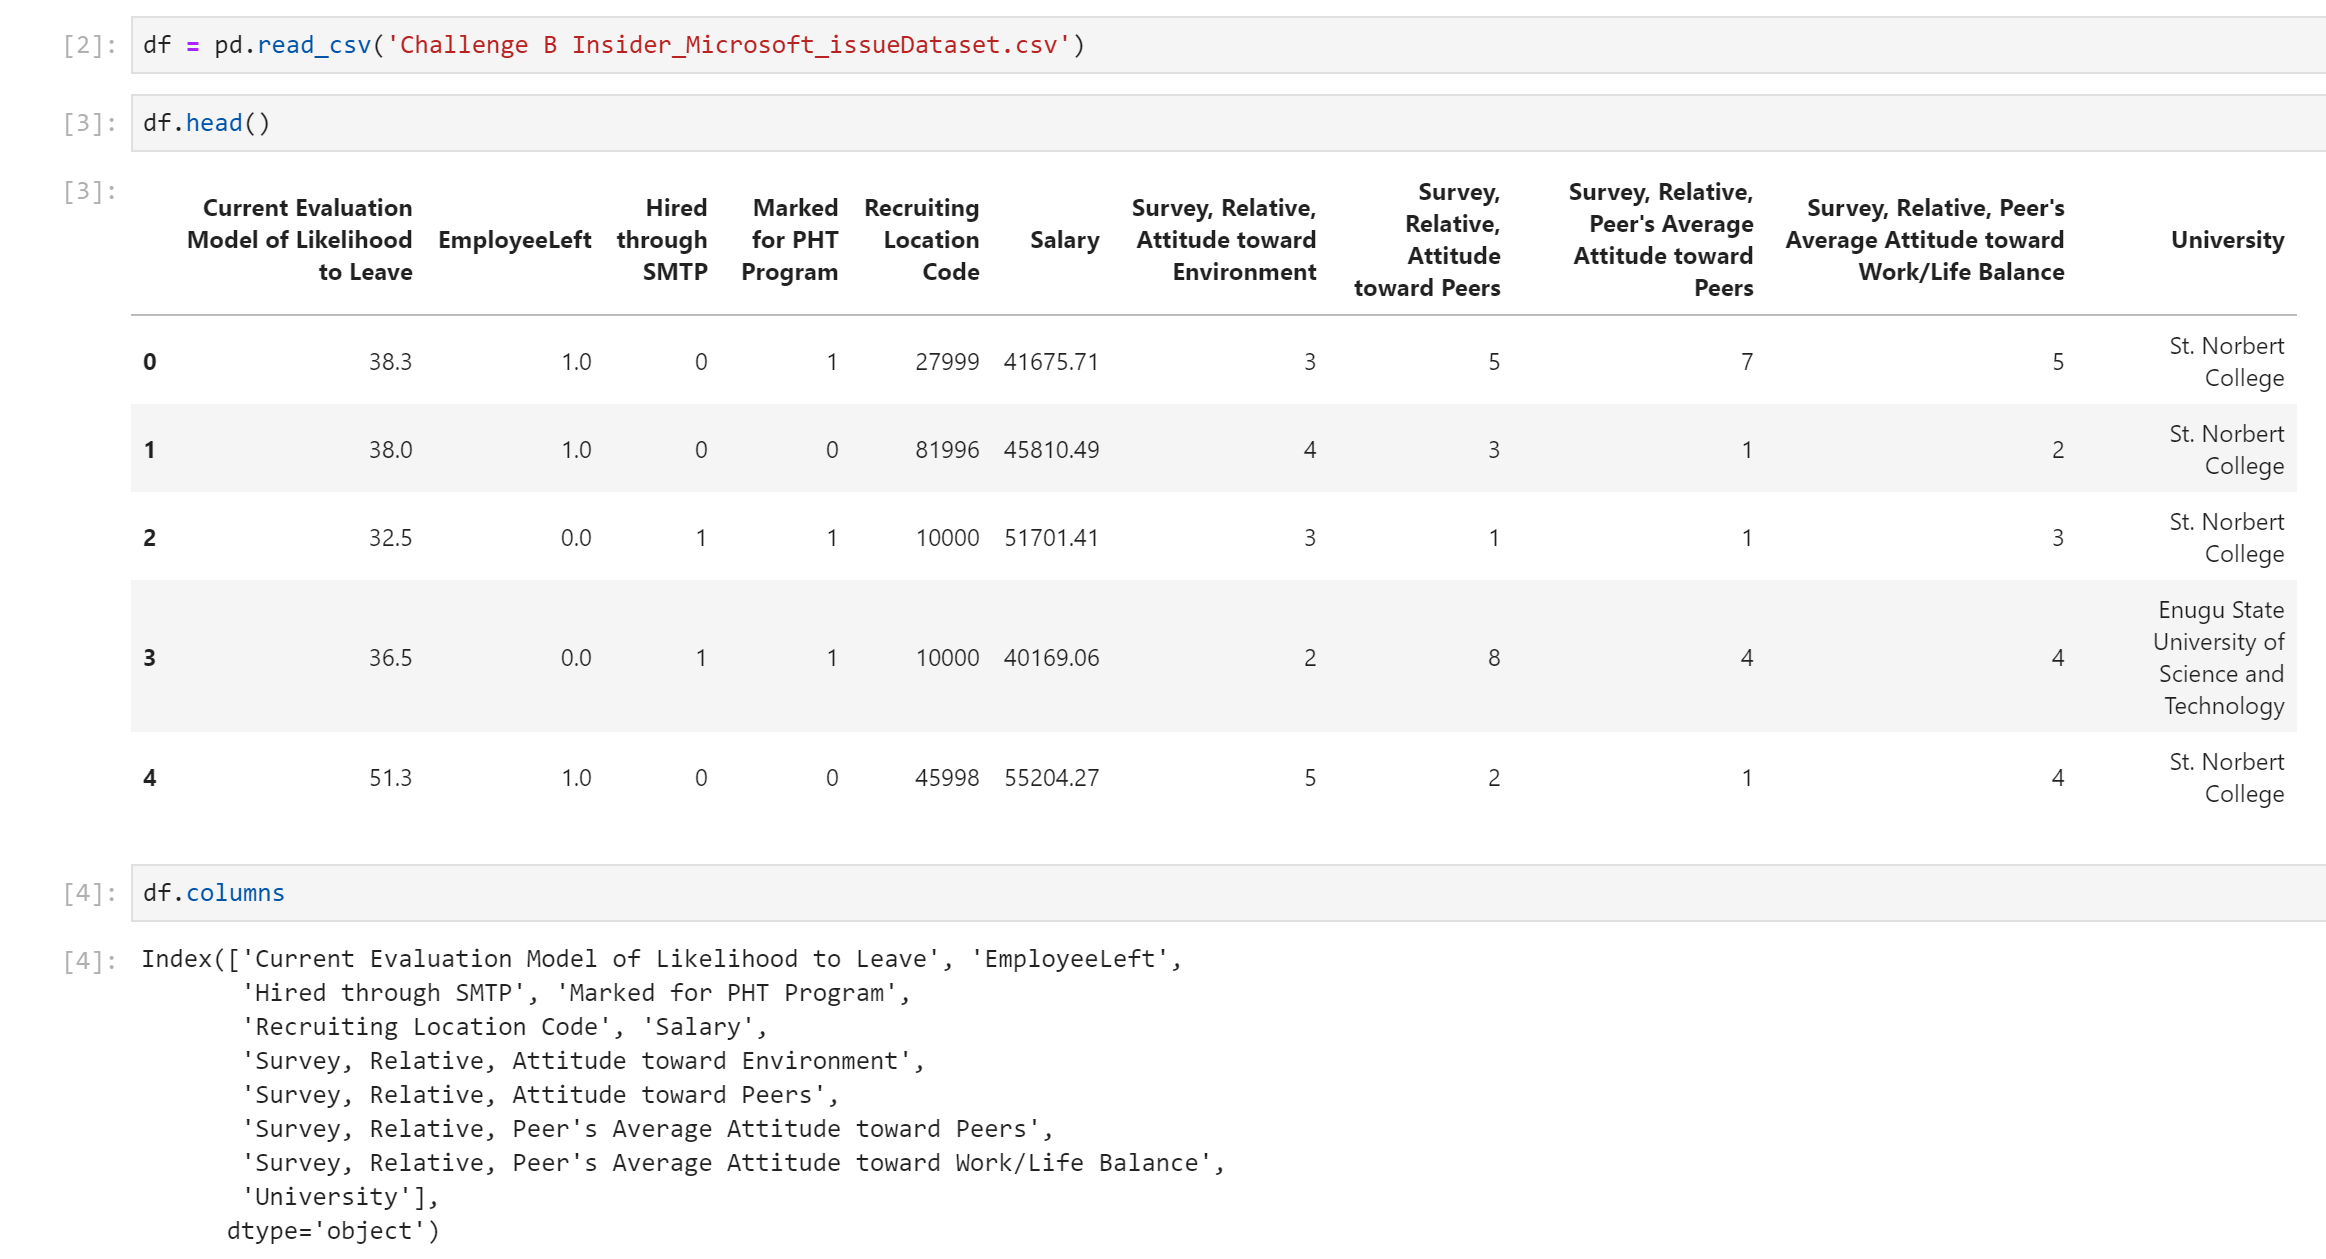 [2]: df = pd.read_csv('Challenge B Insider_Microsoft_issueDataset.csv')
[3]: df.head()
[3]:
Current Evaluation Model of Likelihood to Leave EmployeeLeft Hired through SMTP Marked for PHT Program Recruiting Location Code Salary Survey, Relative, Attitude toward Environment Survey, Relative, Attitude toward Peers Survey, Relative, Peer's Average Attitude toward Peers Survey, Relative, Peer's Average Attitude toward Work/Life Balance University
0 38.3 1.0 0 1 27999 41675.71 3 5 7 5 St. Norbert College
1 38.0 1.0 0 0 81996 45810.49 4 3 1 2 St. Norbert College
2 32.5 0.0 1 1 10000 51701.41 3 1 1 3 St. Norbert College
3 36.5 0.0 1 1 10000 40169.06 2 8 4 4 Enugu State University of Science and Technology
4 51.3 1.0 0 0 45998 55204.27 5 2 1 4 St. Norbert College
[4]: df.columns
[4]: Index(['Current Evaluation Model of Likelihood to Leave', 'EmployeeLeft',
'Hired through SMTP', 'Marked for PHT Program',
'Recruiting Location Code', 'Salary',
'Survey, Relative, Attitude toward Environment',
'Survey, Relative, Attitude toward Peers',
'Survey, Relative, Peer's Average Attitude toward Peers',
'Survey, Relative, Peer's Average Attitude toward Work/Life Balance',
'University'],
dtype='object')